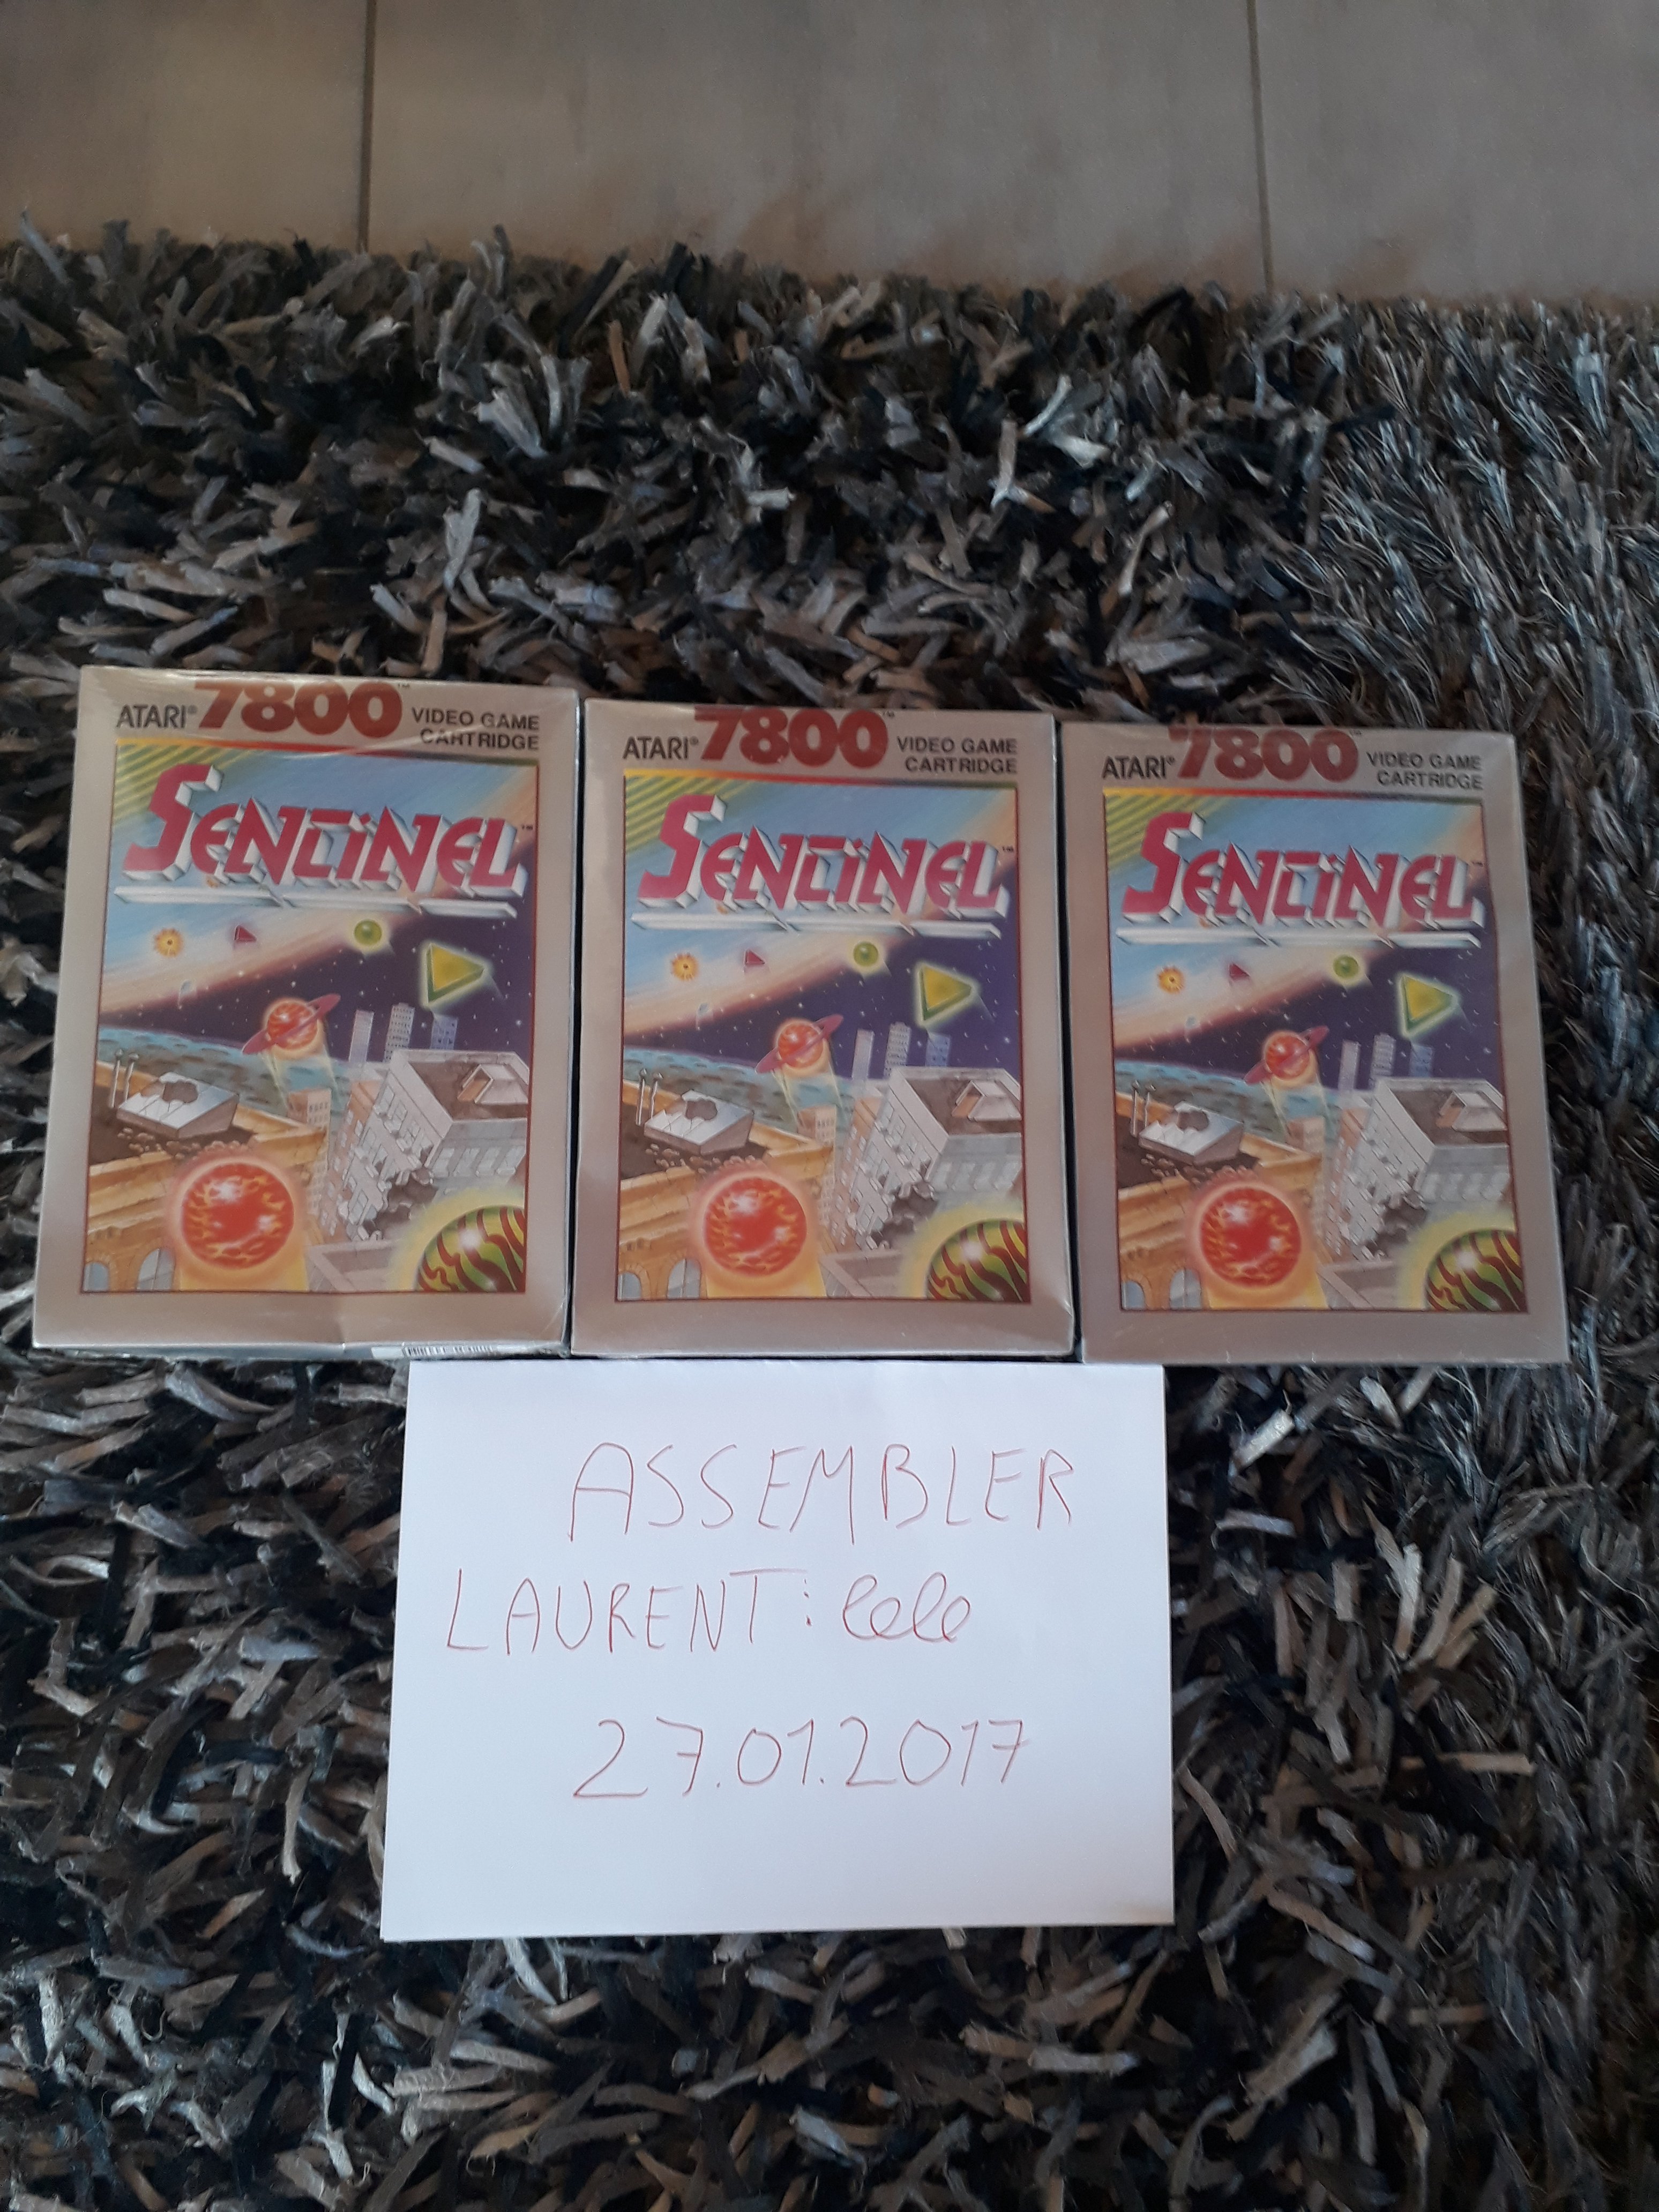 ATARI® 7800™ VIDEO GAME CARTRIDGE
SENTINEL™
ATARI® 7800™ VIDEO GAME CARTRIDGE
SENTINEL™
ATARI® 7800™ VIDEO GAME CARTRIDGE
SENTINEL™
ASSEMBLER
LAURENT: lolo
27.01.2017